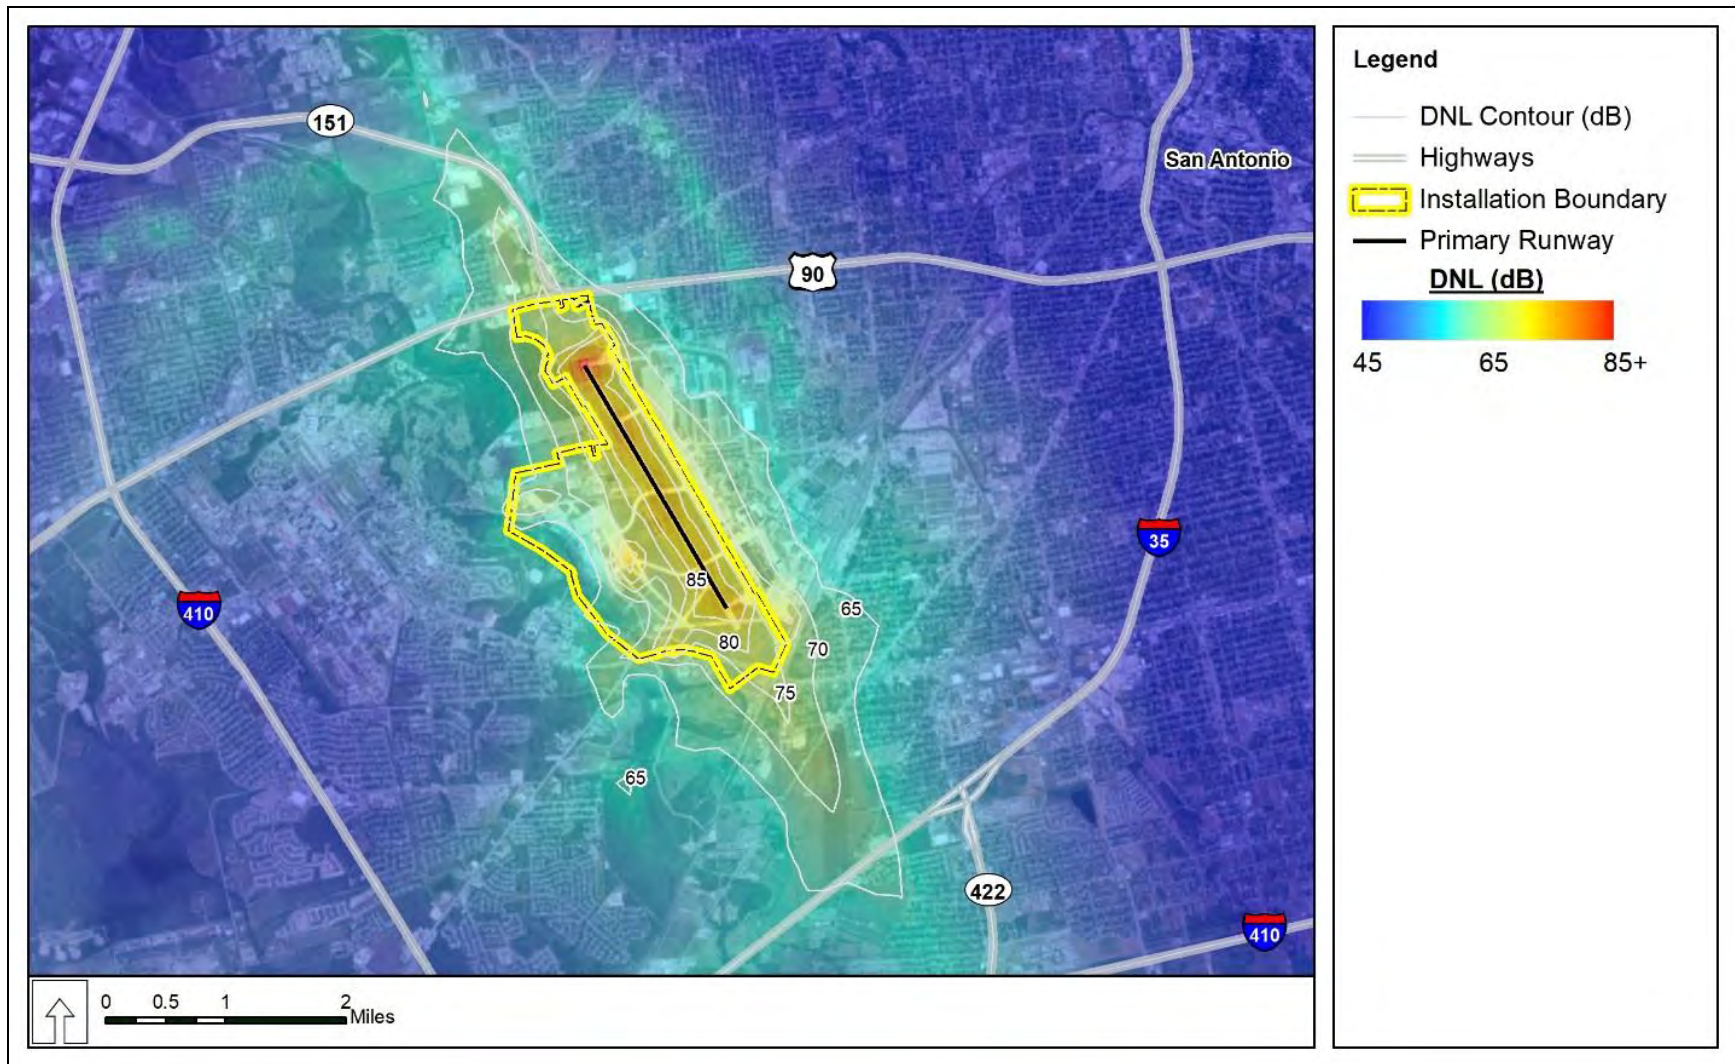 151
San Antonio
90
35
410
85
65
80
70
75
65
422
410
0 0.5 1 2
Miles
Legend
DNL Contour (dB)
Highways
Installation Boundary
Primary Runway
DNL (dB)
45 65 85+